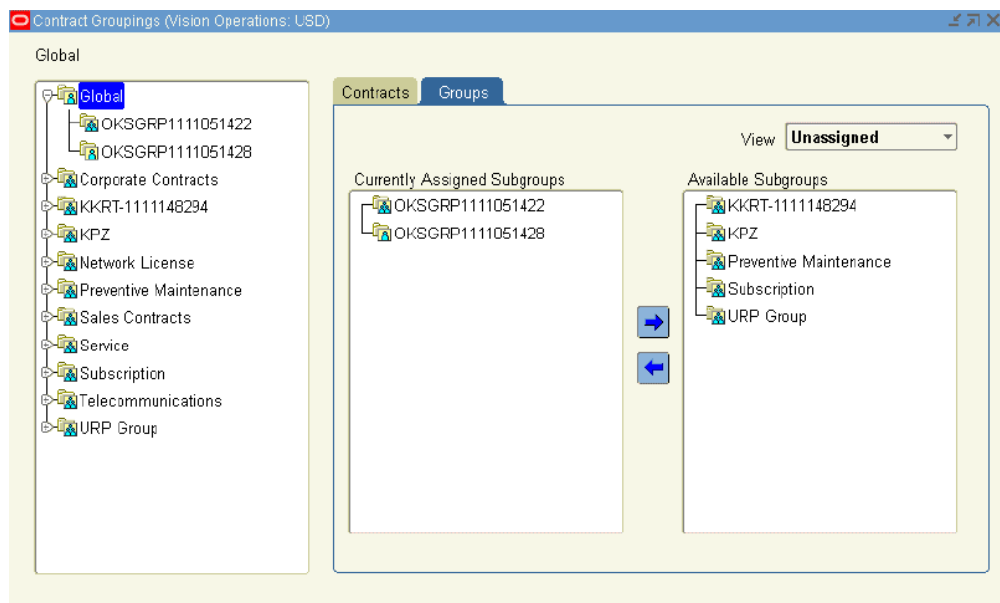 Contract Groupings (Vision Operations: USD)
Global
Global
OKSGRP1111051422
OKSGRP1111051428
Corporate Contracts
KKRT-1111148294
KPZ
Network License
Preventive Maintenance
Sales Contracts
Service
Subscription
Telecommunications
URP Group
Contracts Groups
View Unassigned
Currently Assigned Subgroups
OKSGRP1111051422
OKSGRP1111051428
Available Subgroups
KKRT-1111148294
KPZ
Preventive Maintenance
Subscription
URP Group